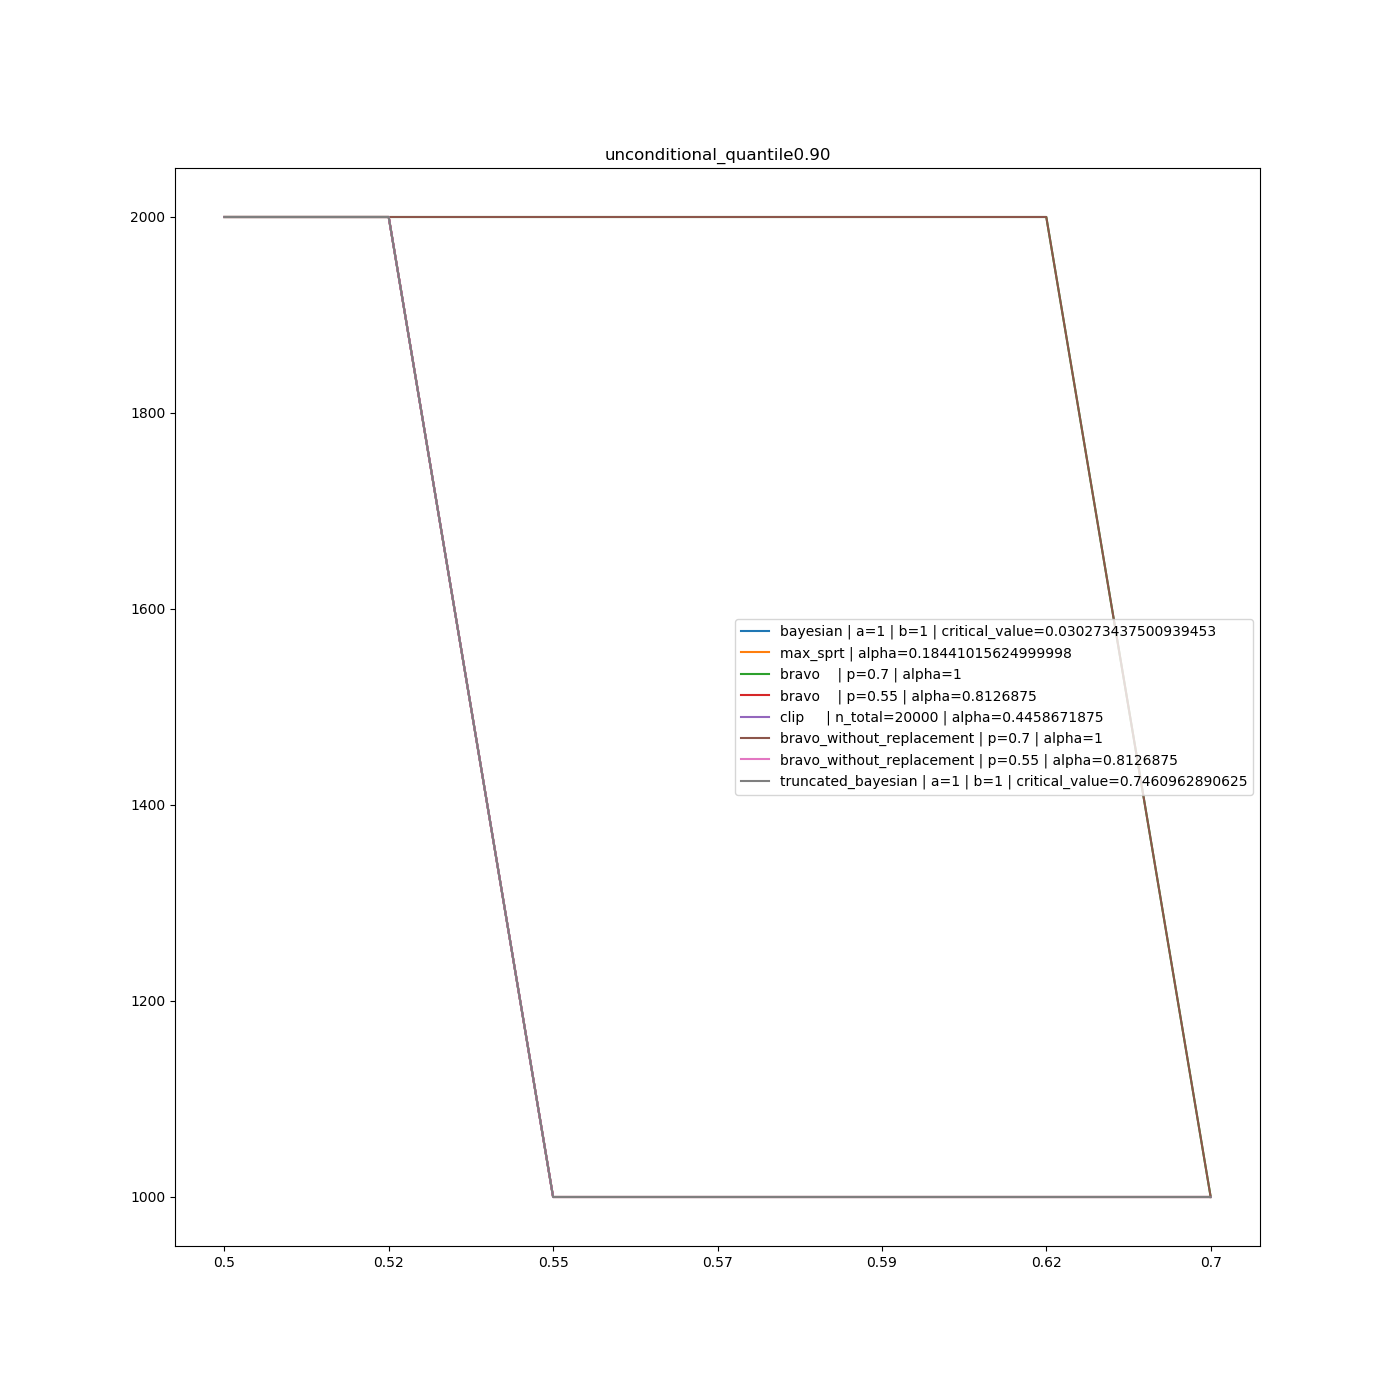 unconditional_quantile0.90
2000
1800
1600
1400
1200
1000
bayesian | a=1 | b=1 | critical_value=0.030273437500939453
max_sprt | alpha=0.18441015624999998
bravo | p=0.7 | alpha=1
bravo | p=0.55 | alpha=0.8126875
clip | n_total=20000 | alpha=0.4458671875
bravo_without_replacement | p=0.7 | alpha=1
bravo_without_replacement | p=0.55 | alpha=0.8126875
truncated_bayesian | a=1 | b=1 | critical_value=0.7460962890625
0.5 0.52 0.55 0.57 0.59 0.62 0.7